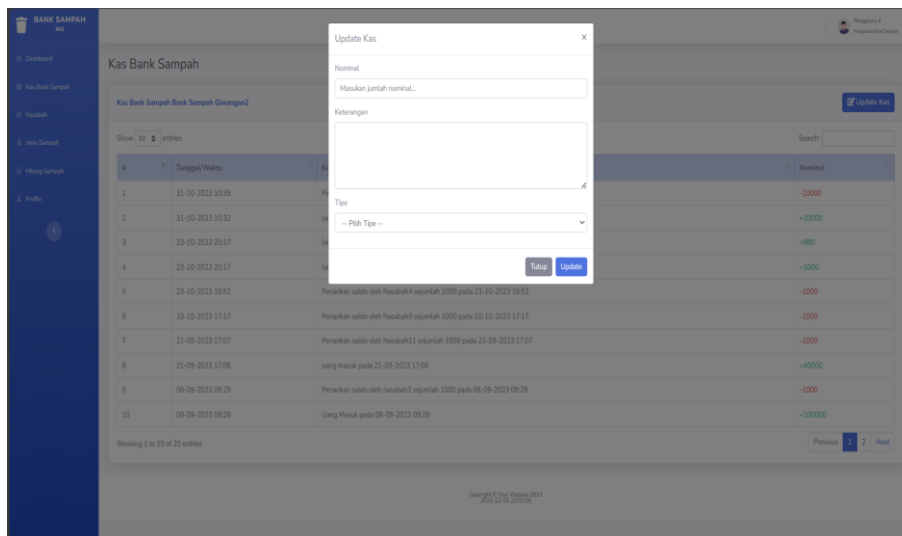 BANK SAMPAH
NU
Dashboard
Kas Bank Sampah
Nasabah
Jenis Sampah
Hitung Sampah
Profile
Pengelola 4
Pengelola Bank Sampah
Kas Bank Sampah
Kas Bank Sampah Bank Sampah Giwangan2
Update Kas
Show 10 entries
Search:
# Tanggal/Waktu Nominal
1 31-10-2023 10:39 -10000
2 31-10-2023 10:32 +10000
3 23-10-2023 20:17 +980
4 23-10-2023 20:17 +1000
5 23-10-2023 18:52 Penarikan saldo oleh Nasabah4 sejumlah 1000 pada 23-10-2023 18:52 -1000
6 10-10-2023 17:17 Penarikan saldo oleh Nasabah9 sejumlah 1000 pada 10-10-2023 17:17 -1000
7 21-09-2023 17:07 Penarikan saldo oleh Nasabah11 sejumlah 1000 pada 21-09-2023 17:07 -1000
8 21-09-2023 17:06 uang masuk pada 21-09-2023 17:06 +40000
9 08-09-2023 09:29 Penarikan saldo oleh nasabah3 sejumlah 1000 pada 08-09-2023 09:29 -1000
10 08-09-2023 09:28 Uang Masuk pada 08-09-2023 09:28 +100000
Showing 1 to 10 of 20 entries
Previous 1 2 Next
Copyright © Your Website 2023
Update Kas
X
Nominal
Masukan jumlah nominal...
Keterangan
Tipe
-- Pilih Tipe --
Tutup Update